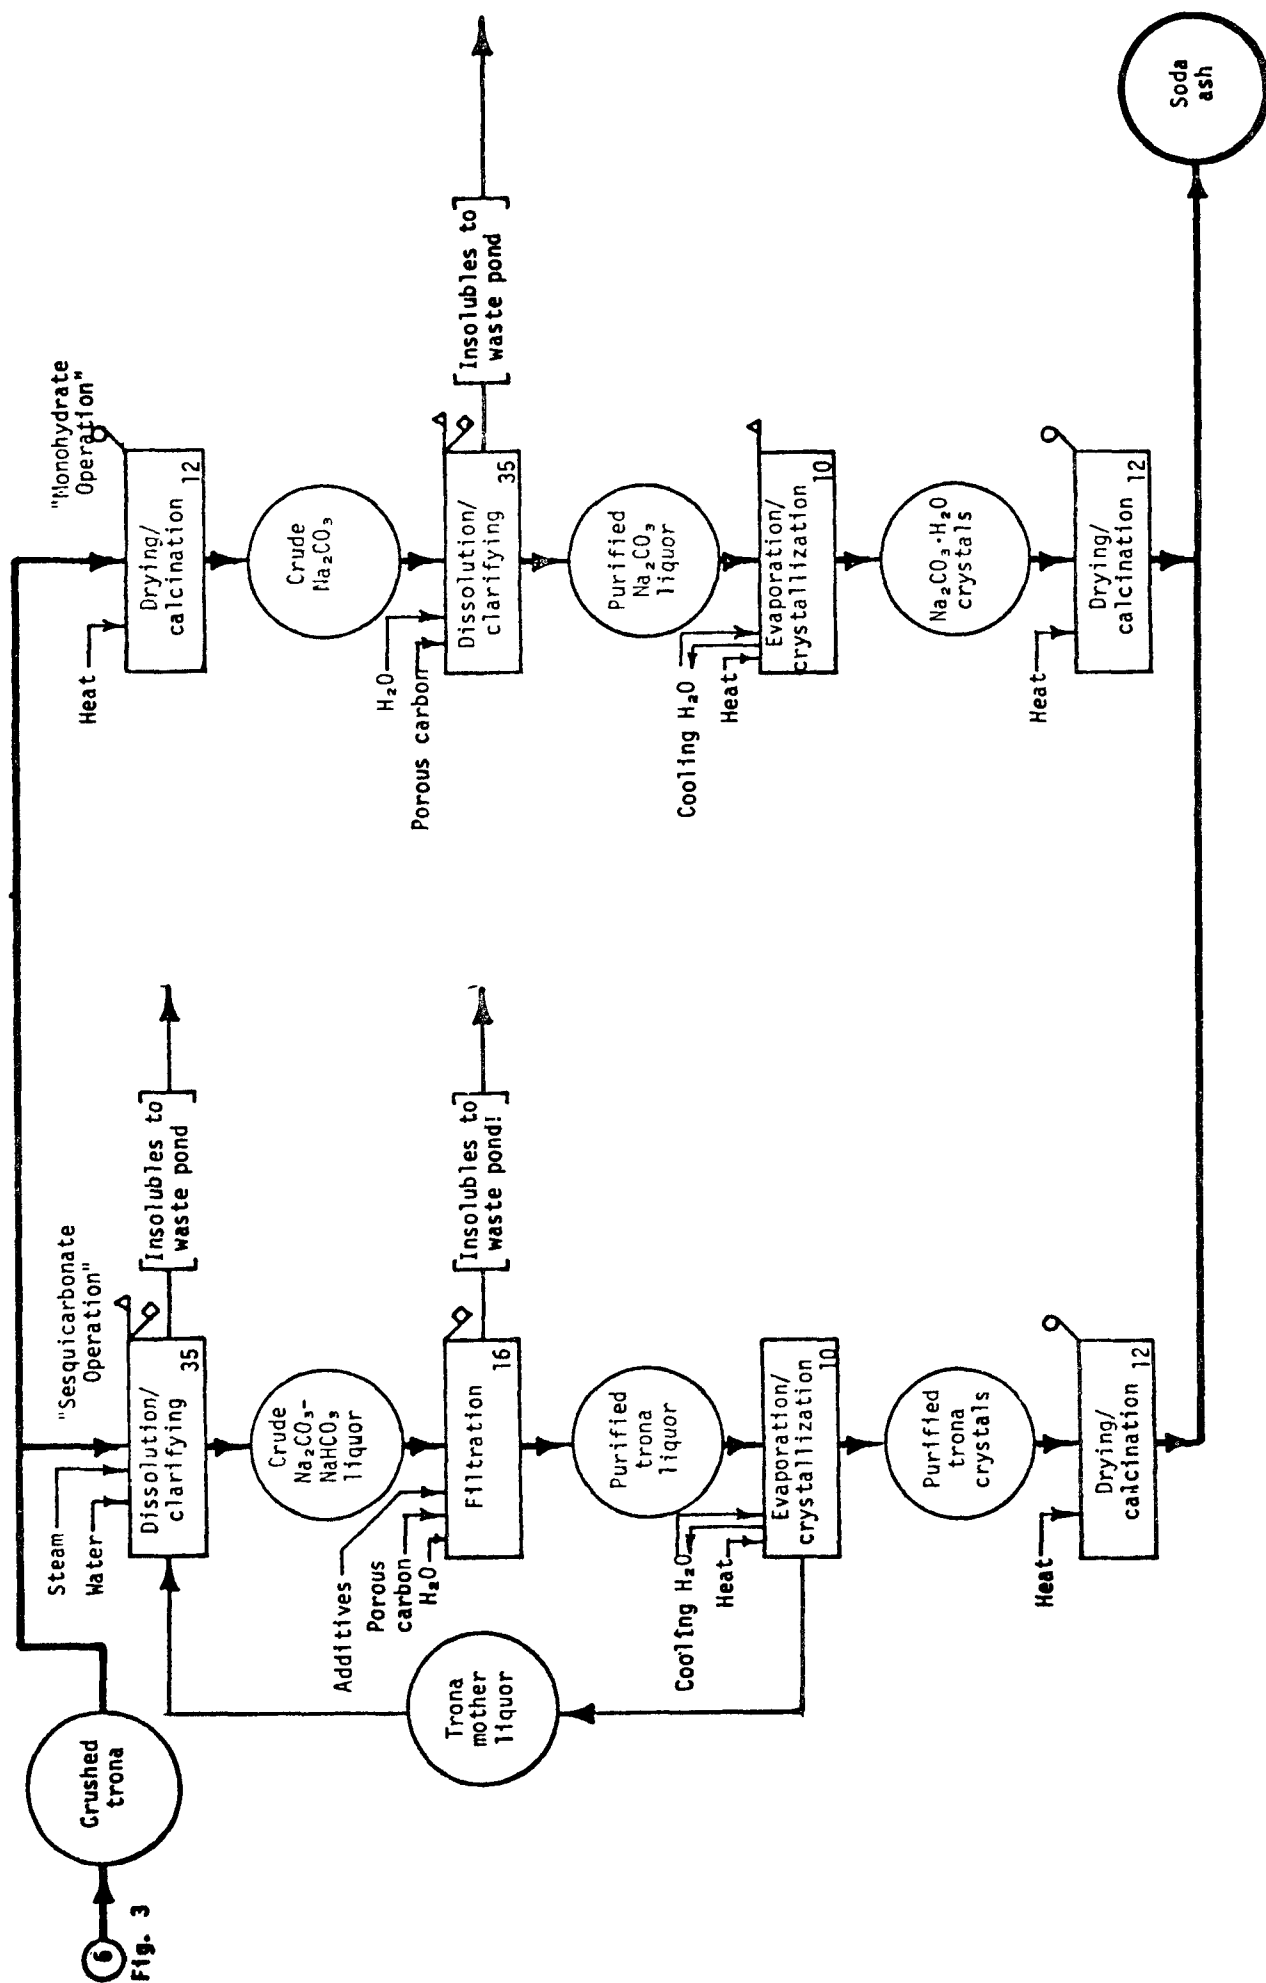 6
Fig. 3
Crushed
trona
"Sesquicarbonate
Operation"
Steam
Water
Dissolution/
clarifying
35
[Insolubles to
waste pond]
Crude
Na₂CO₃-
NaHCO₃
liquor
Additives
Porous
carbon
H₂O
Filtration
16
[Insolubles to
waste pond!]
Purified
trona
liquor
Trona
mother
liquor
Cooling H₂O
Heat
Evaporation/
crystallization
10
Purified
trona
crystals
Heat
Drying/
calcination
12
"Monohydrate
Operation"
Heat
Drying/
calcination
12
Crude
Na₂CO₃
H₂O
Porous carbon
Dissolution/
clarifying
35
[Insolubles to
waste pond]
Purified
Na₂CO₃
liquor
Cooling H₂O
Heat
Evaporation/
crystallization
10
Na₂CO₃·H₂O
crystals
Heat
Drying/
calcination
12
Soda
ash